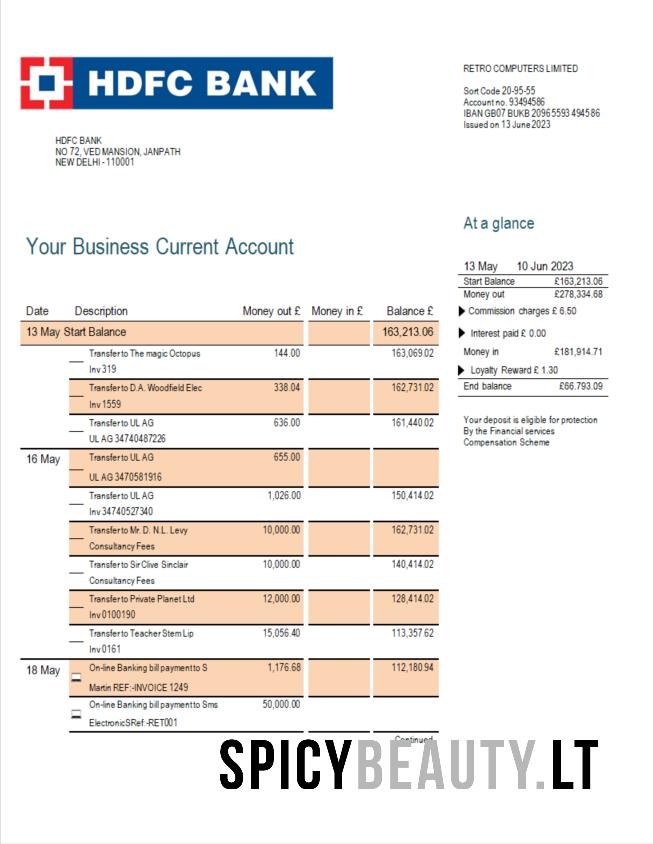 HDFC BANK
RETRO COMPUTERS LIMITED
Sort Code 20-95-55
Account no. 93494586
IBAN GB07 BUKB 2096 5593 4945 86
Issued on 13 June 2023
HDFC BANK
NO 72, VED MANSION, JANPATH
NEW DELHI - 110001
At a glance
Your Business Current Account
13 May 10 Jun 2023
Start Balance £163,213.06
Money out £278,334.68
Commission charges £ 6.50
Interest paid £ 0.00
Money in £181,914.71
Loyalty Reward £ 1.30
End balance £66.793.09
Your deposit is eligible for protection
By the Financial services
Compensation Scheme
Date Description Money out £ Money in £ Balance £
13 May Start Balance 163,213.06
Transfer to The magic Octopus 144.00 163,069.02
Inv 319
Transfer to D.A. Woodfield Elec 338.04 162,731.02
Inv 1559
Transfer to UL AG 636.00 161,440.02
UL AG 34740487226
16 May Transfer to UL AG 655.00
UL AG 3470581916
Transfer to UL AG 1,026.00 150,414.02
Inv 34740527340
Transfer to Mr. D. N.L. Levy 10,000.00 162,731.02
Consultancy Fees
Transfer to Sir Clive Sinclair 10,000.00 140,414.02
Consultancy Fees
Transfer to Private Planet Ltd 12,000.00 128,414.02
Inv 0100190
Transfer to Teacher Stem Lip 15,056.40 113,357.62
Inv 0161
18 May On-line Banking bill payment to S 1,176.68 112,180.94
Martin REF:-INVOICE 1249
On-line Banking bill payment to Sms 50,000.00
Electronic SRef:-RET001
Continued
SPICYBEAUTY.LT